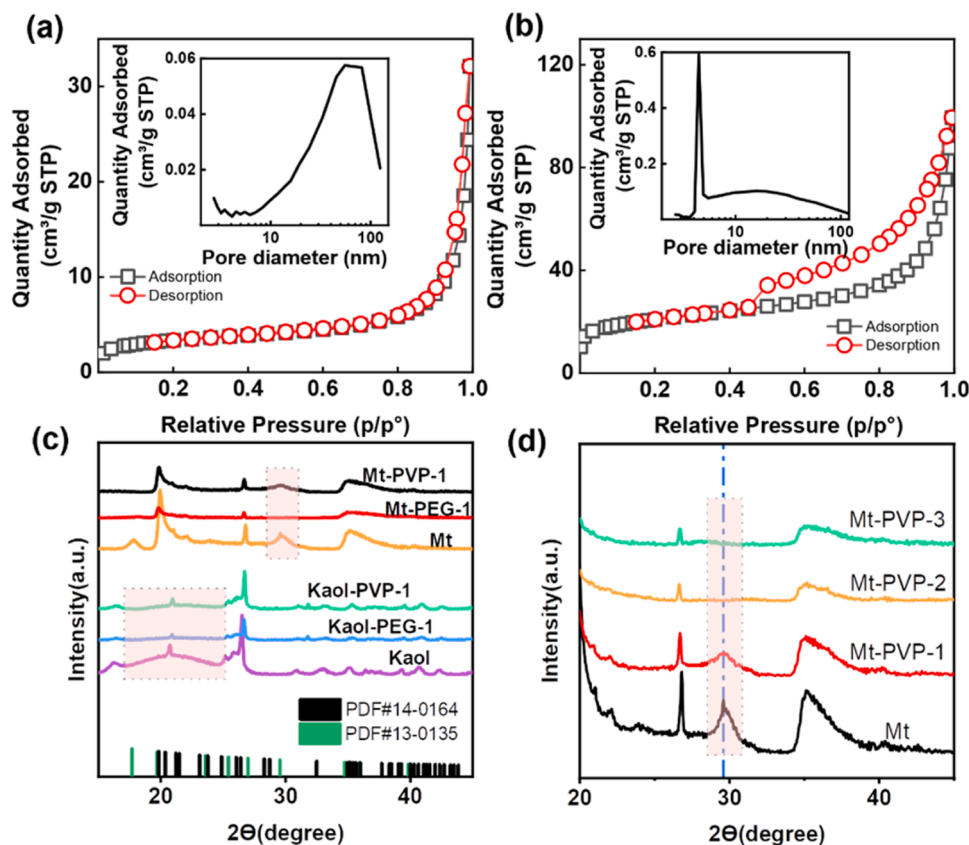 (a)
Quantity Adsorbed
(cm³/g STP)
30
20
10
0
Quantity Adsorbed
(cm³/g STP)
0.06
0.04
0.02
10
100
Pore diameter (nm)
Adsorption
Desorption
0.2
0.4
0.6
0.8
1.0
Relative Pressure (p/p°)
(b)
Quantity Adsorbed
(cm³/g STP)
120
80
40
0
Quantity Adsorbed
(cm³/g STP)
0.6
0.4
0.2
10
100
Pore diameter (nm)
Adsorption
Desorption
0.2
0.4
0.6
0.8
1.0
Relative Pressure (p/p°)
(c)
Intensity(a.u.)
Mt-PVP-1
Mt-PEG-1
Mt
Kaol-PVP-1
Kaol-PEG-1
Kaol
PDF#14-0164
PDF#13-0135
20
30
40
2Θ(degree)
(d)
Intensity(a.u.)
Mt-PVP-3
Mt-PVP-2
Mt-PVP-1
Mt
20
30
40
2Θ(degree)